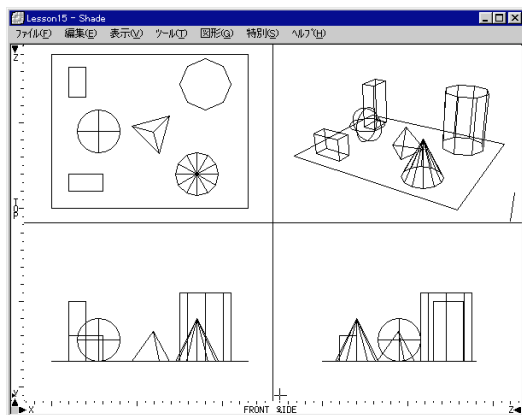 Lesson15 - Shade
ファイル(F) 編集(E) 表示(V) ツール(T) 図形(G) 特別(S) ヘルプ(H)
Z
TOP
Y
X FRONT SIDE Z